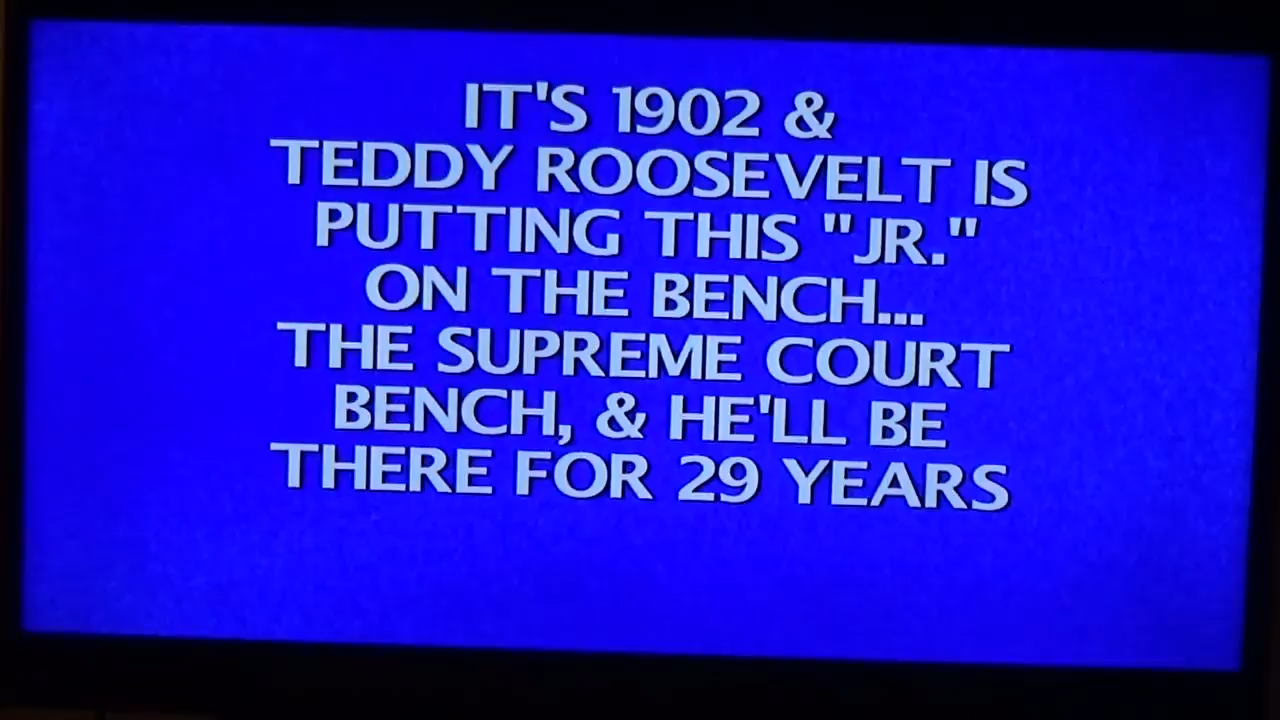 IT'S 1902 &
TEDDY ROOSEVELT IS
PUTTING THIS "JR."
ON THE BENCH...
THE SUPREME COURT
BENCH, & HE'LL BE
THERE FOR 29 YEARS